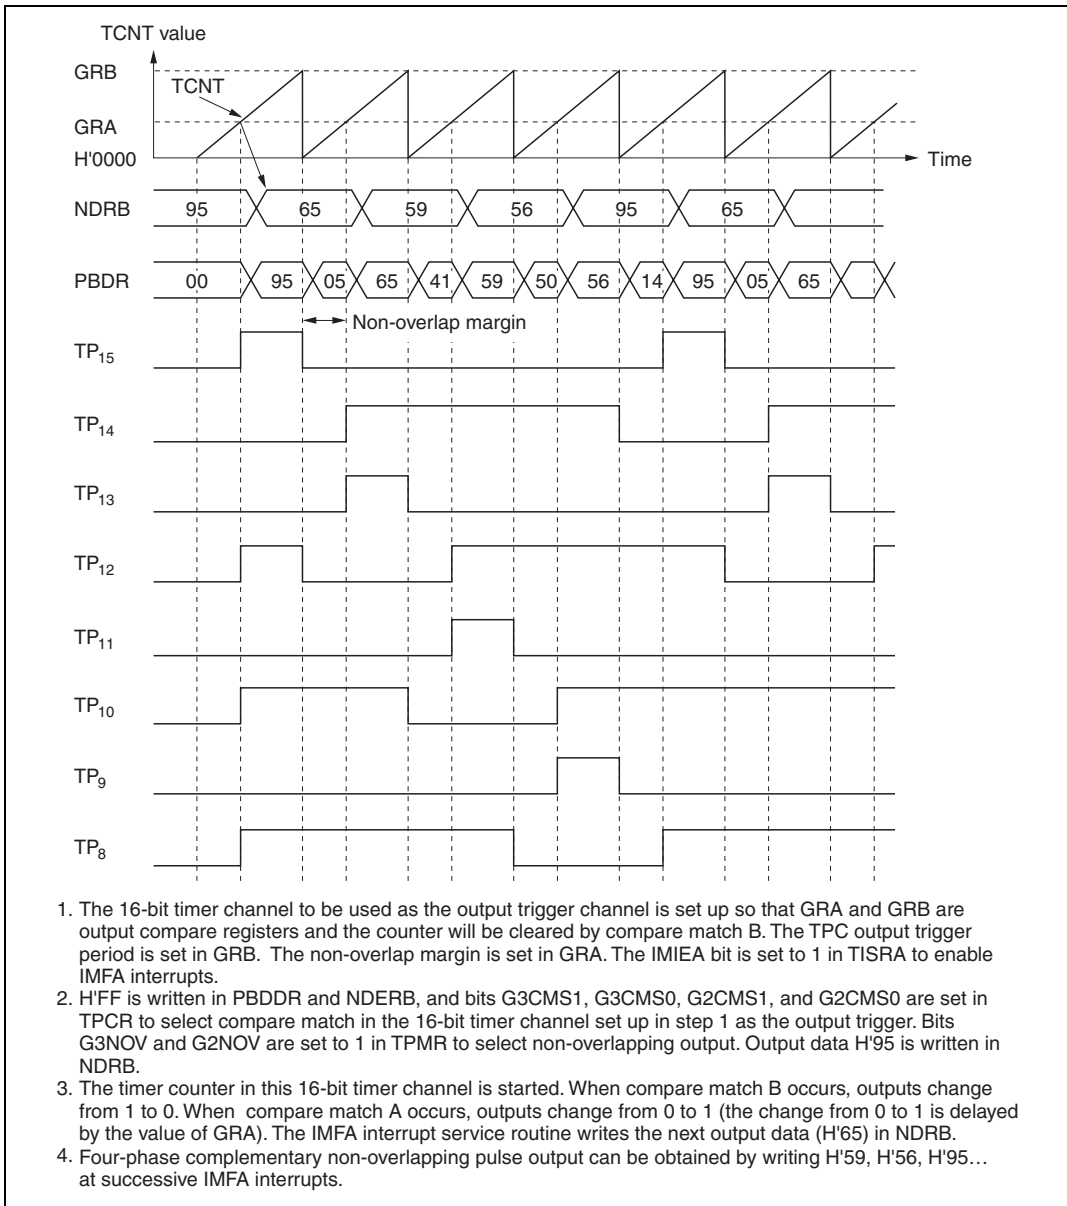 TCNT value
GRB
TCNT
GRA
H'0000
Time
NDRB 95 65 59 56 95 65
PBDR 00 95 05 65 41 59 50 56 14 95 05 65
Non-overlap margin
TP15
TP14
TP13
TP12
TP11
TP10
TP9
TP8
1. The 16-bit timer channel to be used as the output trigger channel is set up so that GRA and GRB are
output compare registers and the counter will be cleared by compare match B. The TPC output trigger
period is set in GRB. The non-overlap margin is set in GRA. The IMIEA bit is set to 1 in TISRA to enable
IMFA interrupts.
2. H'FF is written in PBDDR and NDERB, and bits G3CMS1, G3CMS0, G2CMS1, and G2CMS0 are set in
TPCR to select compare match in the 16-bit timer channel set up in step 1 as the output trigger. Bits
G3NOV and G2NOV are set to 1 in TPMR to select non-overlapping output. Output data H'95 is written in
NDRB.
3. The timer counter in this 16-bit timer channel is started. When compare match B occurs, outputs change
from 1 to 0. When compare match A occurs, outputs change from 0 to 1 (the change from 0 to 1 is delayed
by the value of GRA). The IMFA interrupt service routine writes the next output data (H'65) in NDRB.
4. Four-phase complementary non-overlapping pulse output can be obtained by writing H'59, H'56, H'95…
at successive IMFA interrupts.